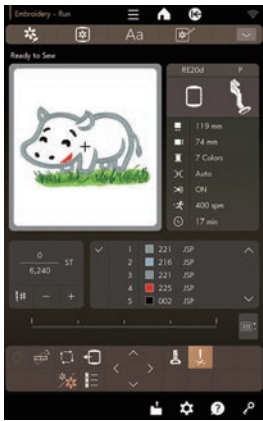 Embroidery - Run
Aa
Ready to Sew
RE20d P
119 mm
74 mm
7 Colors
Auto
ON
400 spm
17 min
0
6,240
ST
1 221 JSP
2 216 JSP
3 221 JSP
4 225 JSP
5 002 JSP
- +